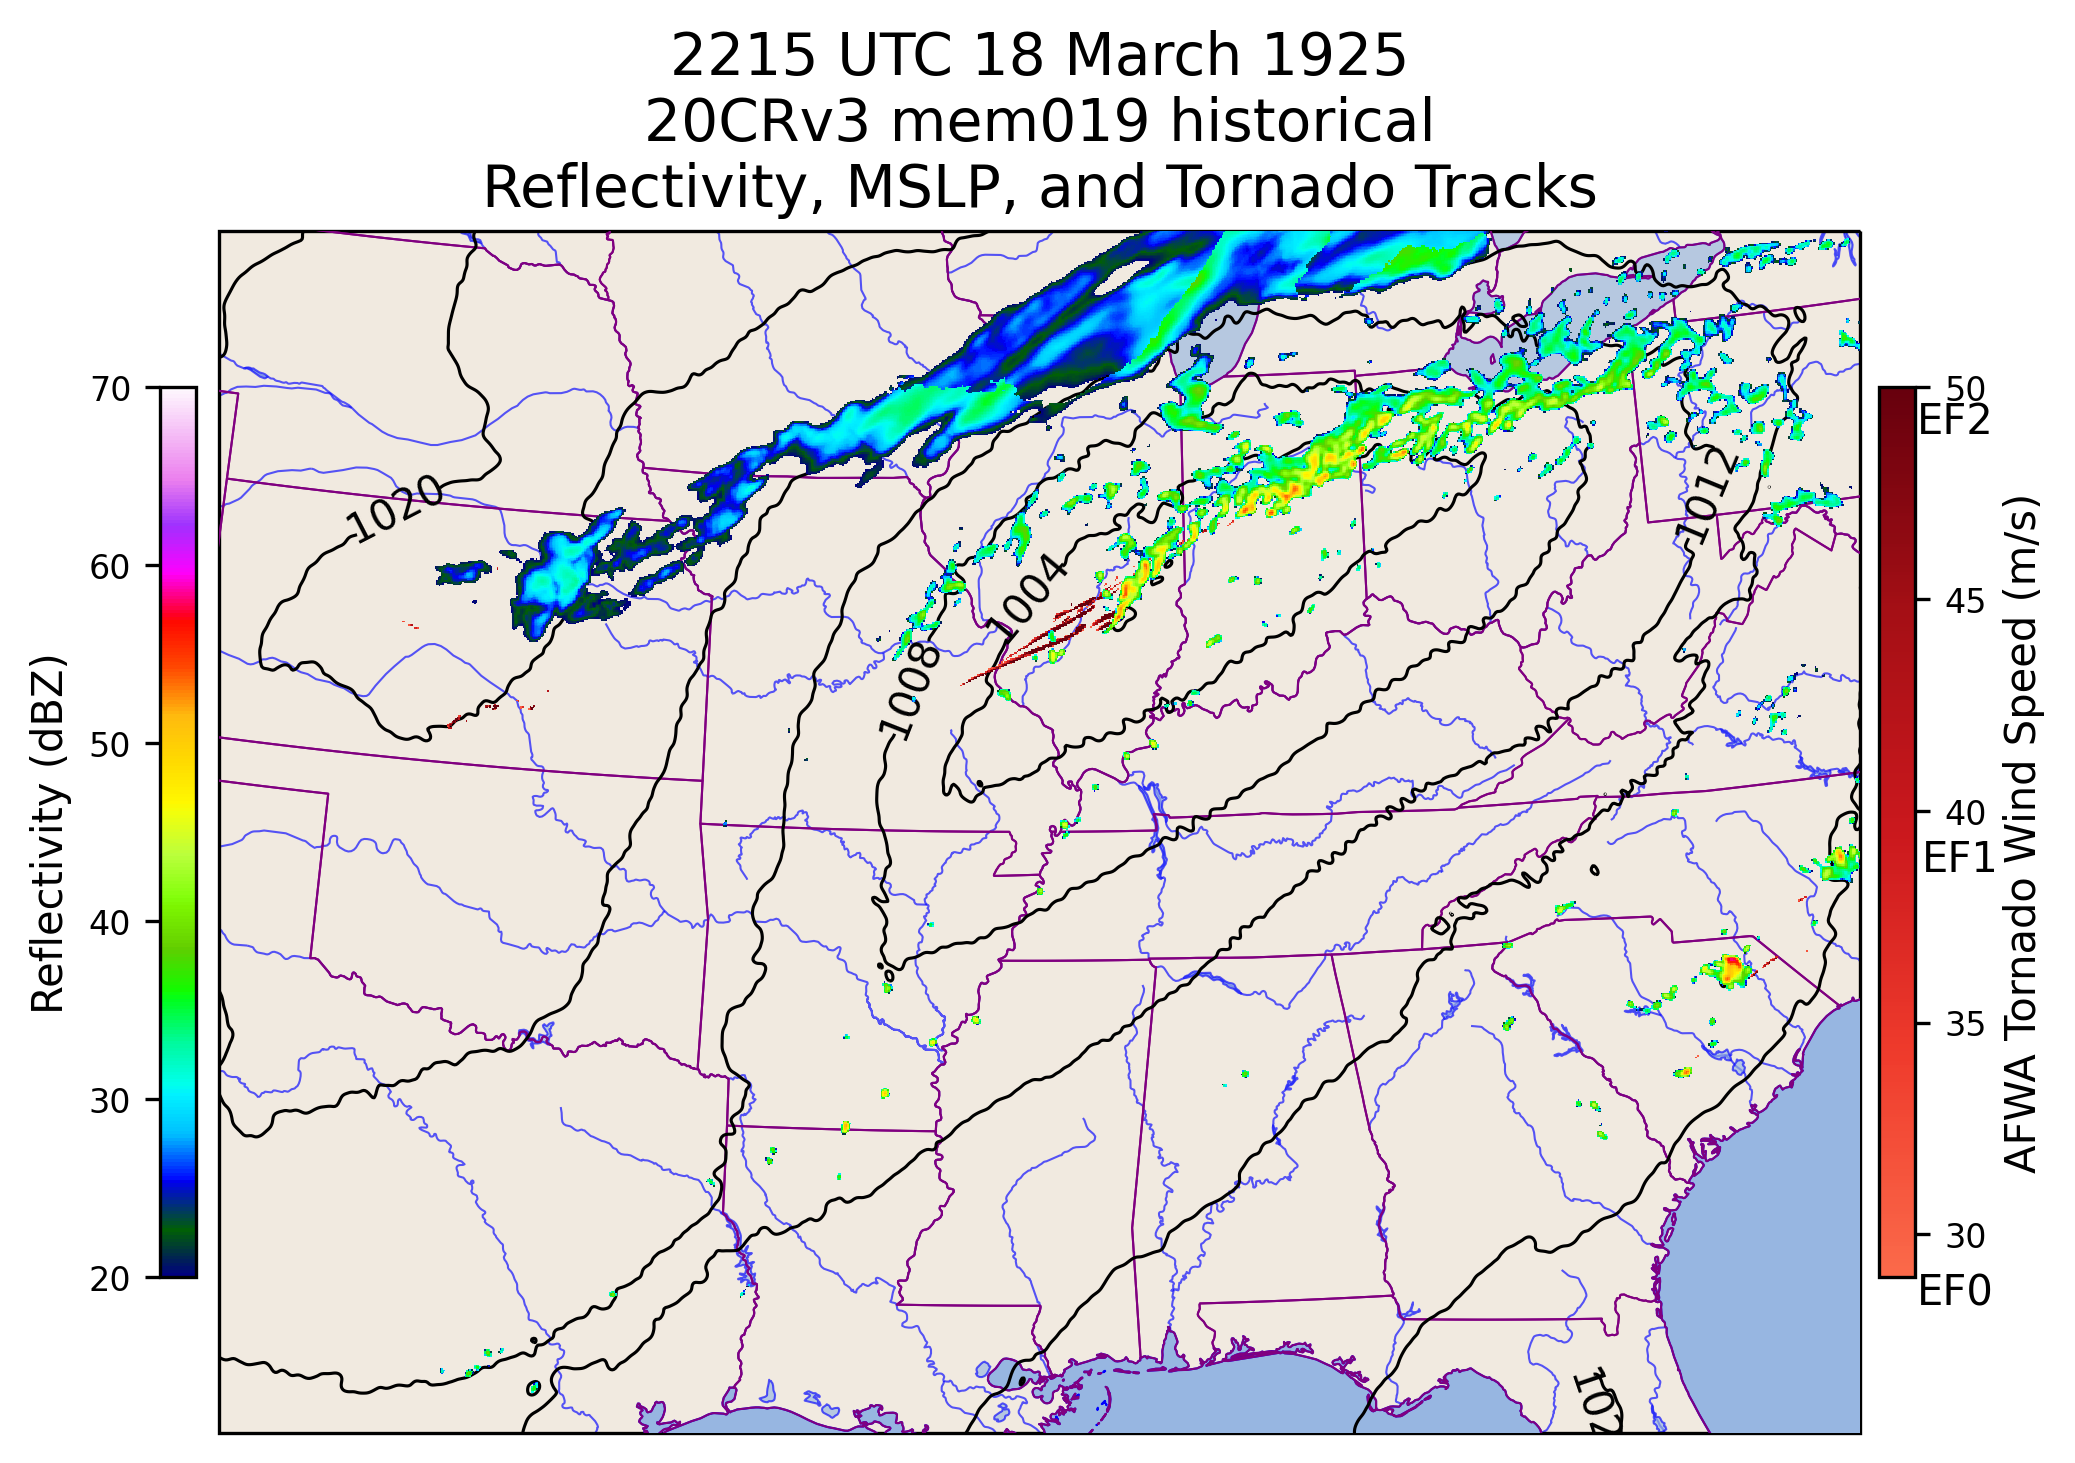 2215 UTC 18 March 1925
20CRv3 mem019 historical
Reflectivity, MSLP, and Tornado Tracks
Reflectivity (dBZ)
70
60
50
40
30
20
1020
1004
1008
1012
102
50
EF2
45
40
EF1
35
30
EF0
AFWA Tornado Wind Speed (m/s)